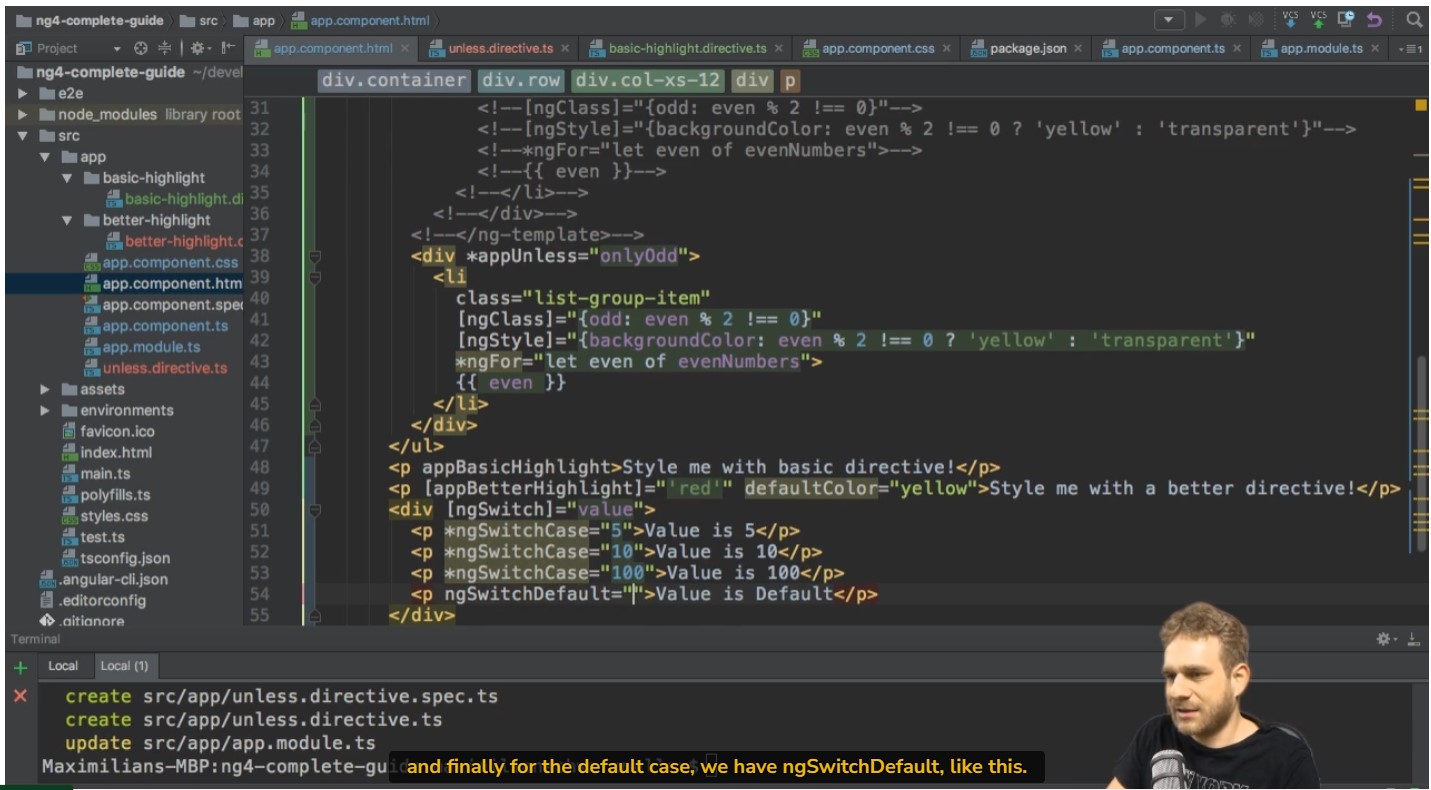 ng4-complete-guide src app app.component.html
VCS VCS
Project
app.component.html unless.directive.ts basic-highlight.directive.ts app.component.css package.json app.component.ts app.module.ts
ng4-complete-guide ~/devel
e2e
node_modules library root
src
app
basic-highlight
basic-highlight.di
better-highlight
better-highlight.c
app.component.css
app.component.htm
app.component.spec
app.component.ts
app.module.ts
unless.directive.ts
assets
environments
favicon.ico
index.html
main.ts
polyfills.ts
styles.css
test.ts
tsconfig.json
.angular-cli.json
.editorconfig
.gitignore
div.container div.row div.col-xs-12 div p
31 <!--[ngClass]="{odd: even % 2 !== 0}"-->
32 <!--[ngStyle]="{backgroundColor: even % 2 !== 0 ? 'yellow' : 'transparent'}"-->
33 <!--*ngFor="let even of evenNumbers">-->
34 <!--{{ even }}-->
35 <!--</li>-->
36 <!--</div>-->
37 <!--</ng-template>-->
38 <div *appUnless="onlyOdd">
39 <li
40 class="list-group-item"
41 [ngClass]="{odd: even % 2 !== 0}"
42 [ngStyle]="{backgroundColor: even % 2 !== 0 ? 'yellow' : 'transparent'}"
43 *ngFor="let even of evenNumbers">
44 {{ even }}
45 </li>
46 </div>
47 </ul>
48 <p appBasicHighlight>Style me with basic directive!</p>
49 <p [appBetterHighlight]="'red'" defaultColor="yellow">Style me with a better directive!</p>
50 <div [ngSwitch]="value">
51 <p *ngSwitchCase="5">Value is 5</p>
52 <p *ngSwitchCase="10">Value is 10</p>
53 <p *ngSwitchCase="100">Value is 100</p>
54 <p ngSwitchDefault="">Value is Default</p>
55 </div>
Terminal
Local Local (1)
create src/app/unless.directive.spec.ts
create src/app/unless.directive.ts
update src/app/app.module.ts
Maximilians-MBP:ng4-complete-gui
and finally for the default case, we have ngSwitchDefault, like this.